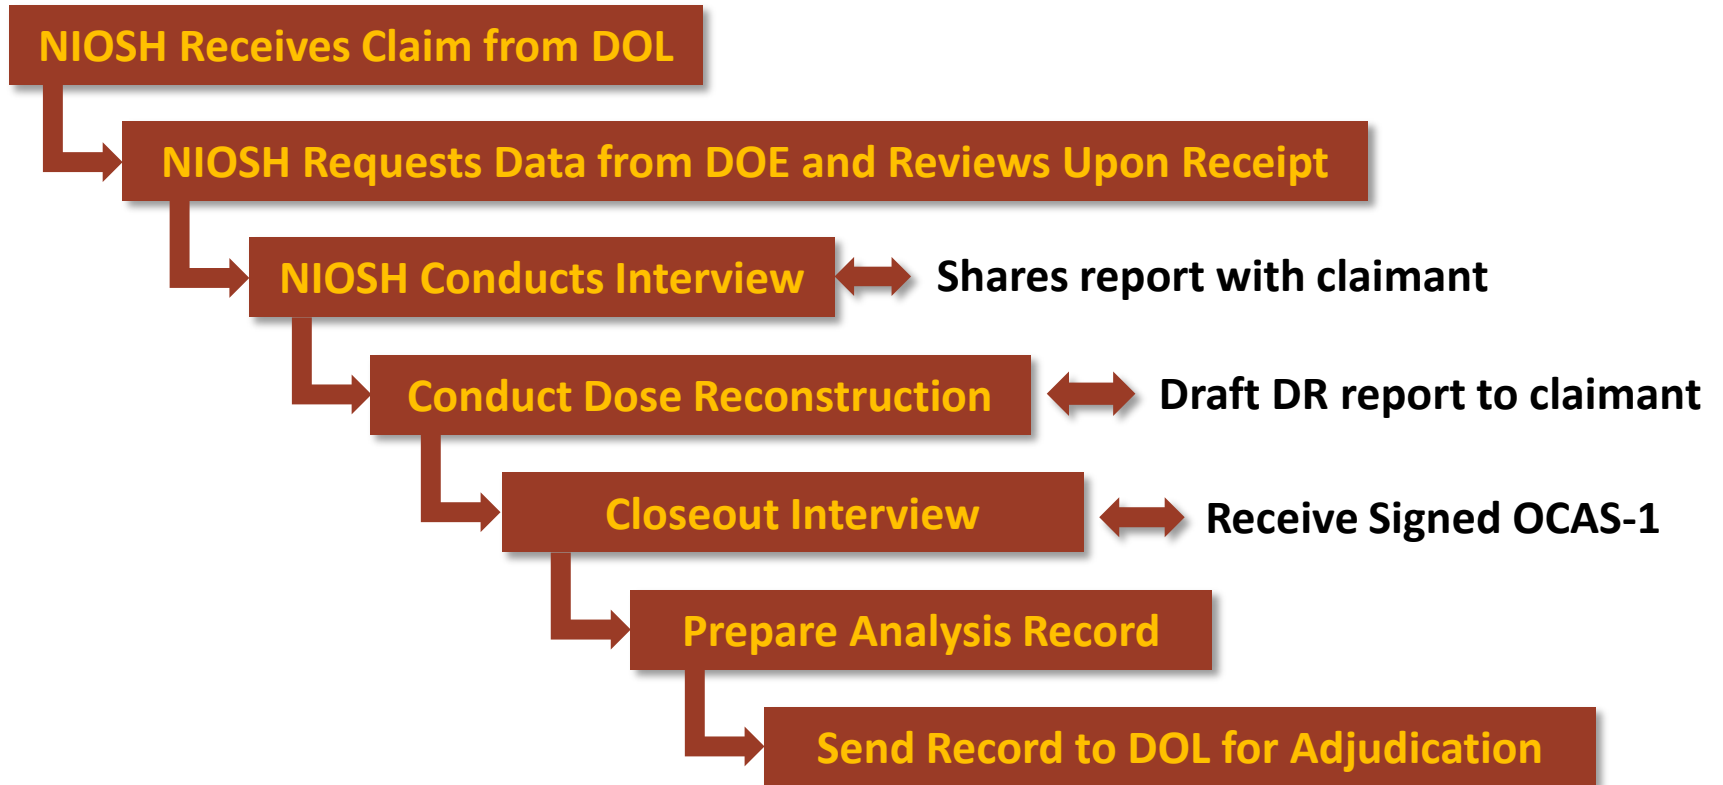 NIOSH Receives Claim from DOL
NIOSH Requests Data from DOE and Reviews Upon Receipt
NIOSH Conducts Interview
Shares report with claimant
Conduct Dose Reconstruction
Draft DR report to claimant
Closeout Interview
Receive Signed OCAS-1
Prepare Analysis Record
Send Record to DOL for Adjudication